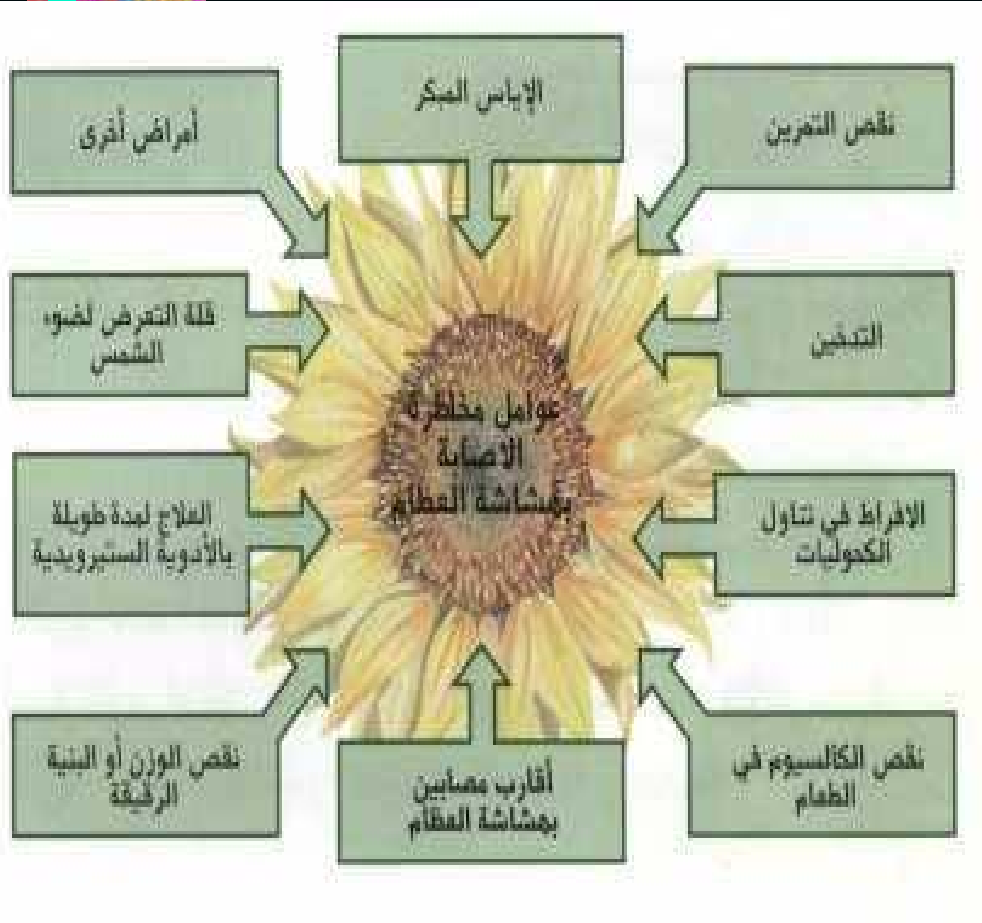 الإياس المبكر
نقص التمرين
أمراض أخرى
التدخين
قلة التعرض لضوء
الشمس
عوامل مخاطرة
الاصابة
بهشاشة العظام
الافراط في تناول
الكحوليات
العلاج لمدة طويلة
بالأدوية الستيرويدية
نقص الكالسيوم في
الطعام
أقارب مصابين
بهشاشة العظام
نقص الوزن أو البنية
الرقيقة